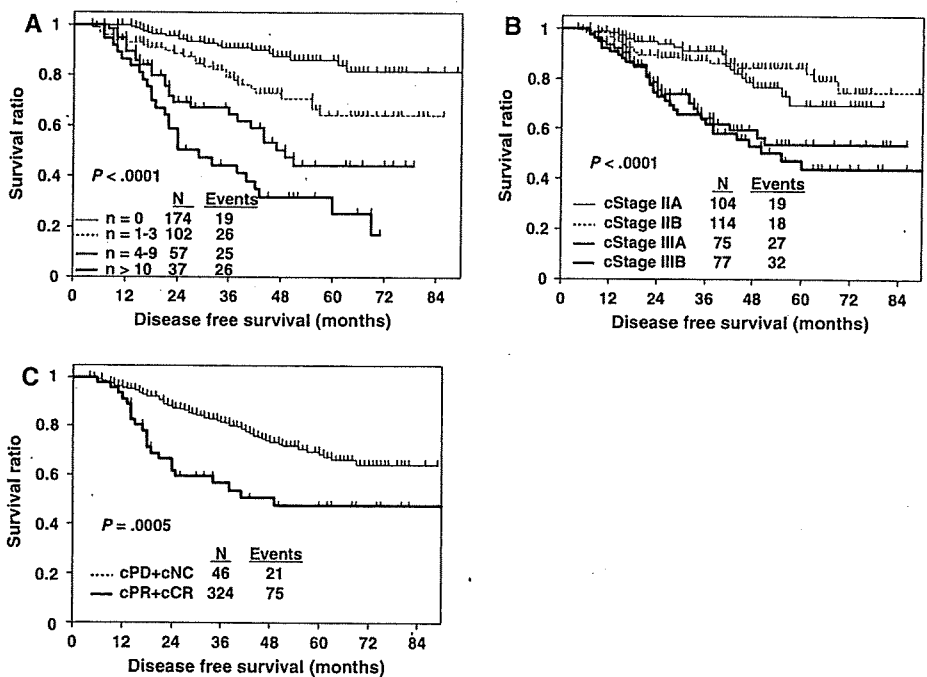 A
Survival ratio
1
0.8
0.6
0.4
0.2
0
P < .0001
N Events
n = 0 174 19
n = 1-3 102 26
n = 4-9 57 25
n > 10 37 26
0 12 24 36 48 60 72 84
Disease free survival (months)
B
Survival ratio
1
0.8
0.6
0.4
0.2
0
P < .0001
N Events
cStage IIA 104 19
cStage IIB 114 18
cStage IIIA 75 27
cStage IIIB 77 32
0 12 24 36 48 60 72 84
Disease free survival (months)
C
Survival ratio
1
0.8
0.6
0.4
0.2
0
P = .0005
N Events
cPD+cNC 46 21
cPR+cCR 324 75
0 12 24 36 48 60 72 84
Disease free survival (months)